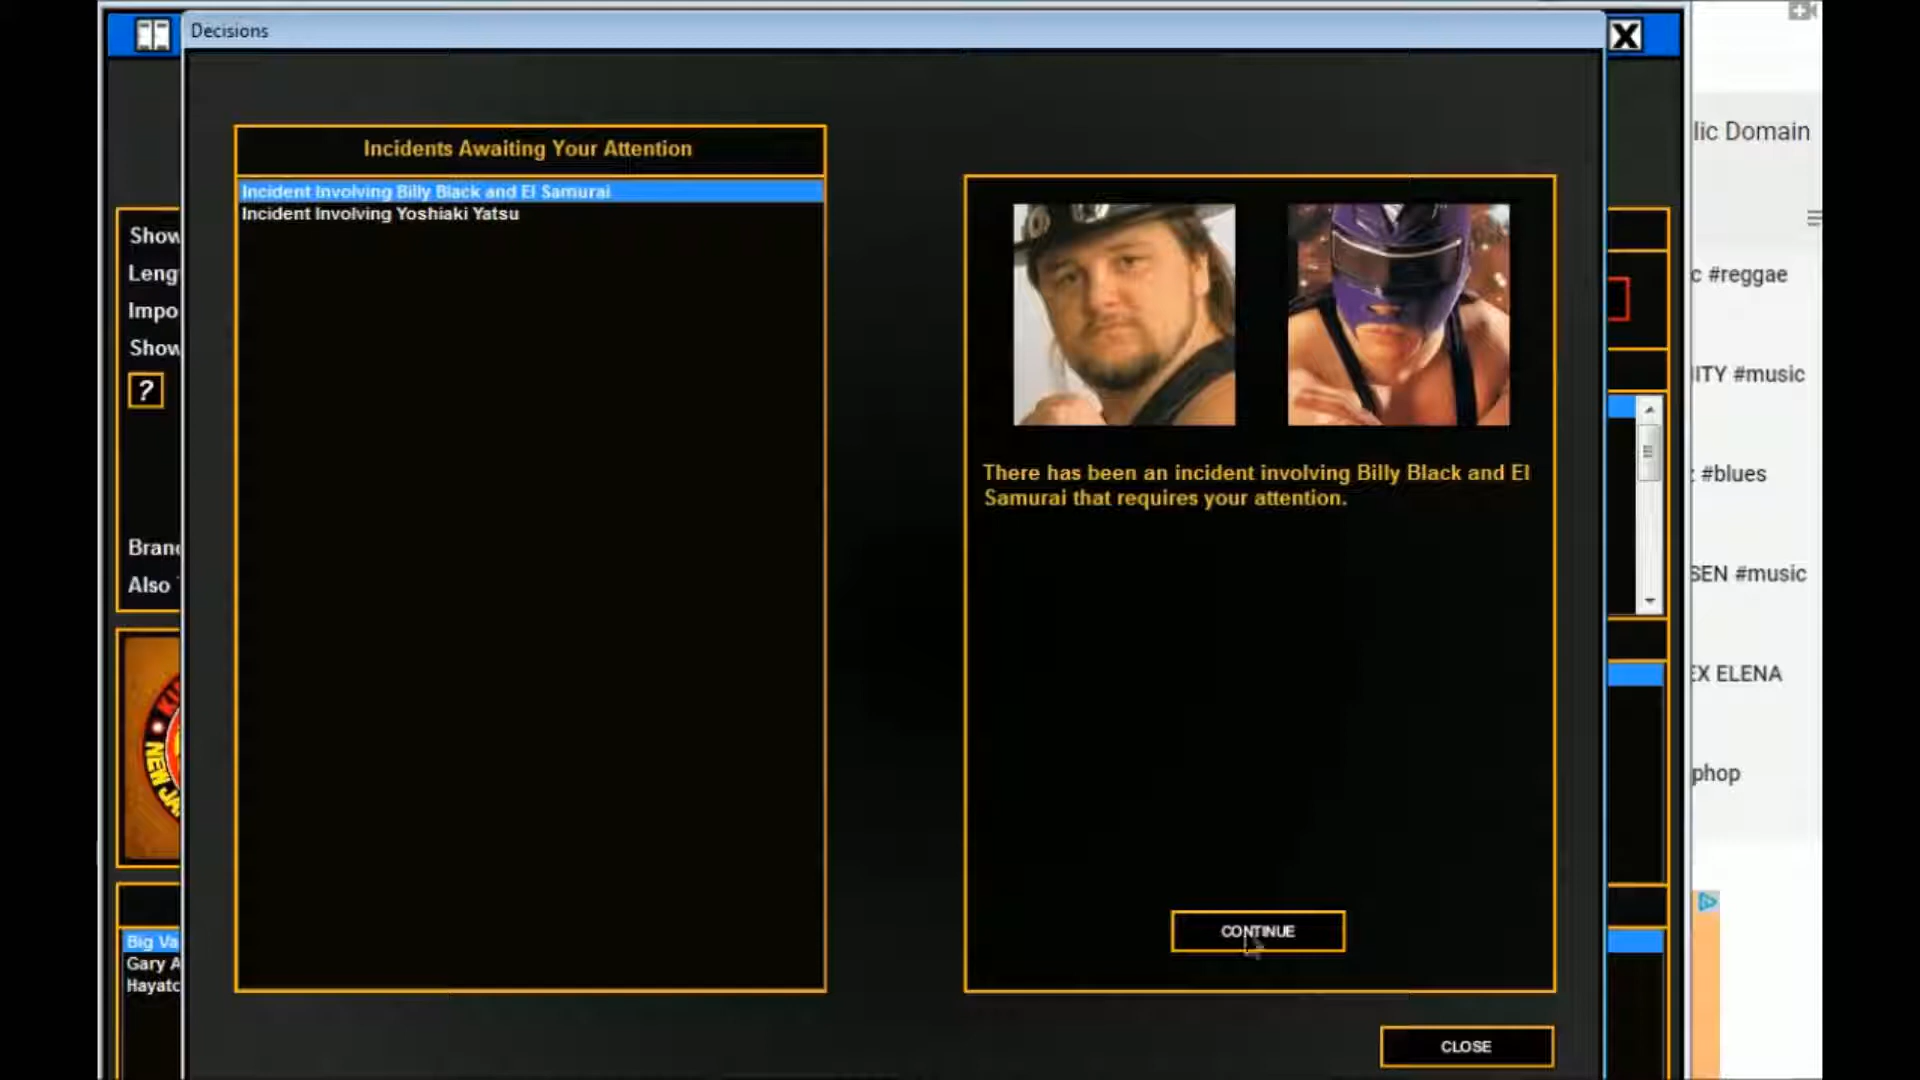 Decisions
lic Domain
Incidents Awaiting Your Attention
Incident Involving Billy Black and El Samurai
Incident Involving Yoshiaki Yatsu
Show
Leng
Impo
Show
?
Bran
Also
c #reggae
ITY #music
#blues
SEN #music
EX ELENA
phop
There has been an incident involving Billy Black and El
Samurai that requires your attention.
NEW
Big Va
Gary A
Hayato
CONTINUE
CLOSE